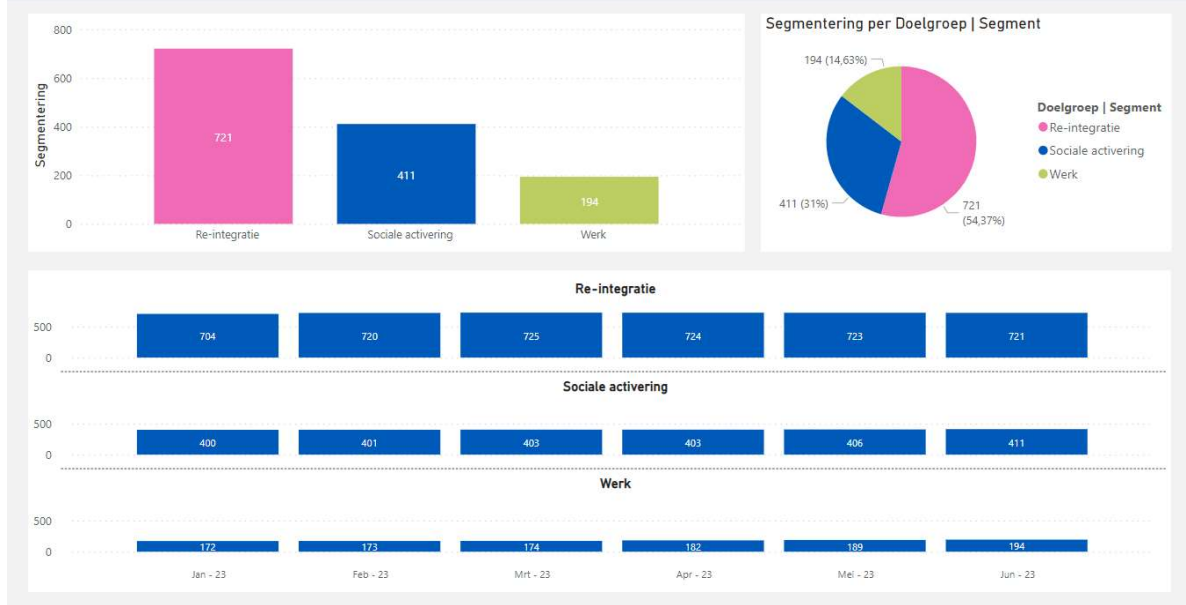 800
600
400
200
0
Segmentering
721
411
194
Re-integratie
Sociale activering
Werk
Segmentering per Doelgroep | Segment
194 (14,63%)
411 (31%)
721
(54,37%)
Doelgroep | Segment
Re-integratie
Sociale activering
Werk
Re-integratie
500
0
704 720 725 724 723 721
Sociale activering
500
0
400 401 403 403 406 411
Werk
500
0
172 173 174 182 189 194
Jan - 23 Feb - 23 Mrt - 23 Apr - 23 Mei - 23 Jun - 23